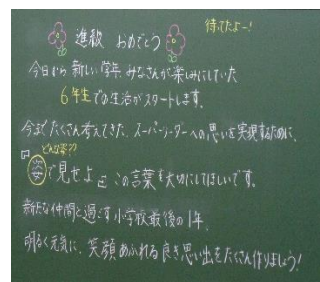 待ってたよー!
進級 おめでとう
今日から 新しい学年、みなさんが楽しみにしていた
6年生での生活がスタートします。
今までたくさん考えてきた、スーパーリーダーへの思いを実現するために、
どんな姿??
『姿で見せよ』この言葉を大切にしてほしいです。
新たな仲間と過ごす小学校最後の1年、
明るく元気に、笑顔あふれる良き思い出をたくさん作りましょう!